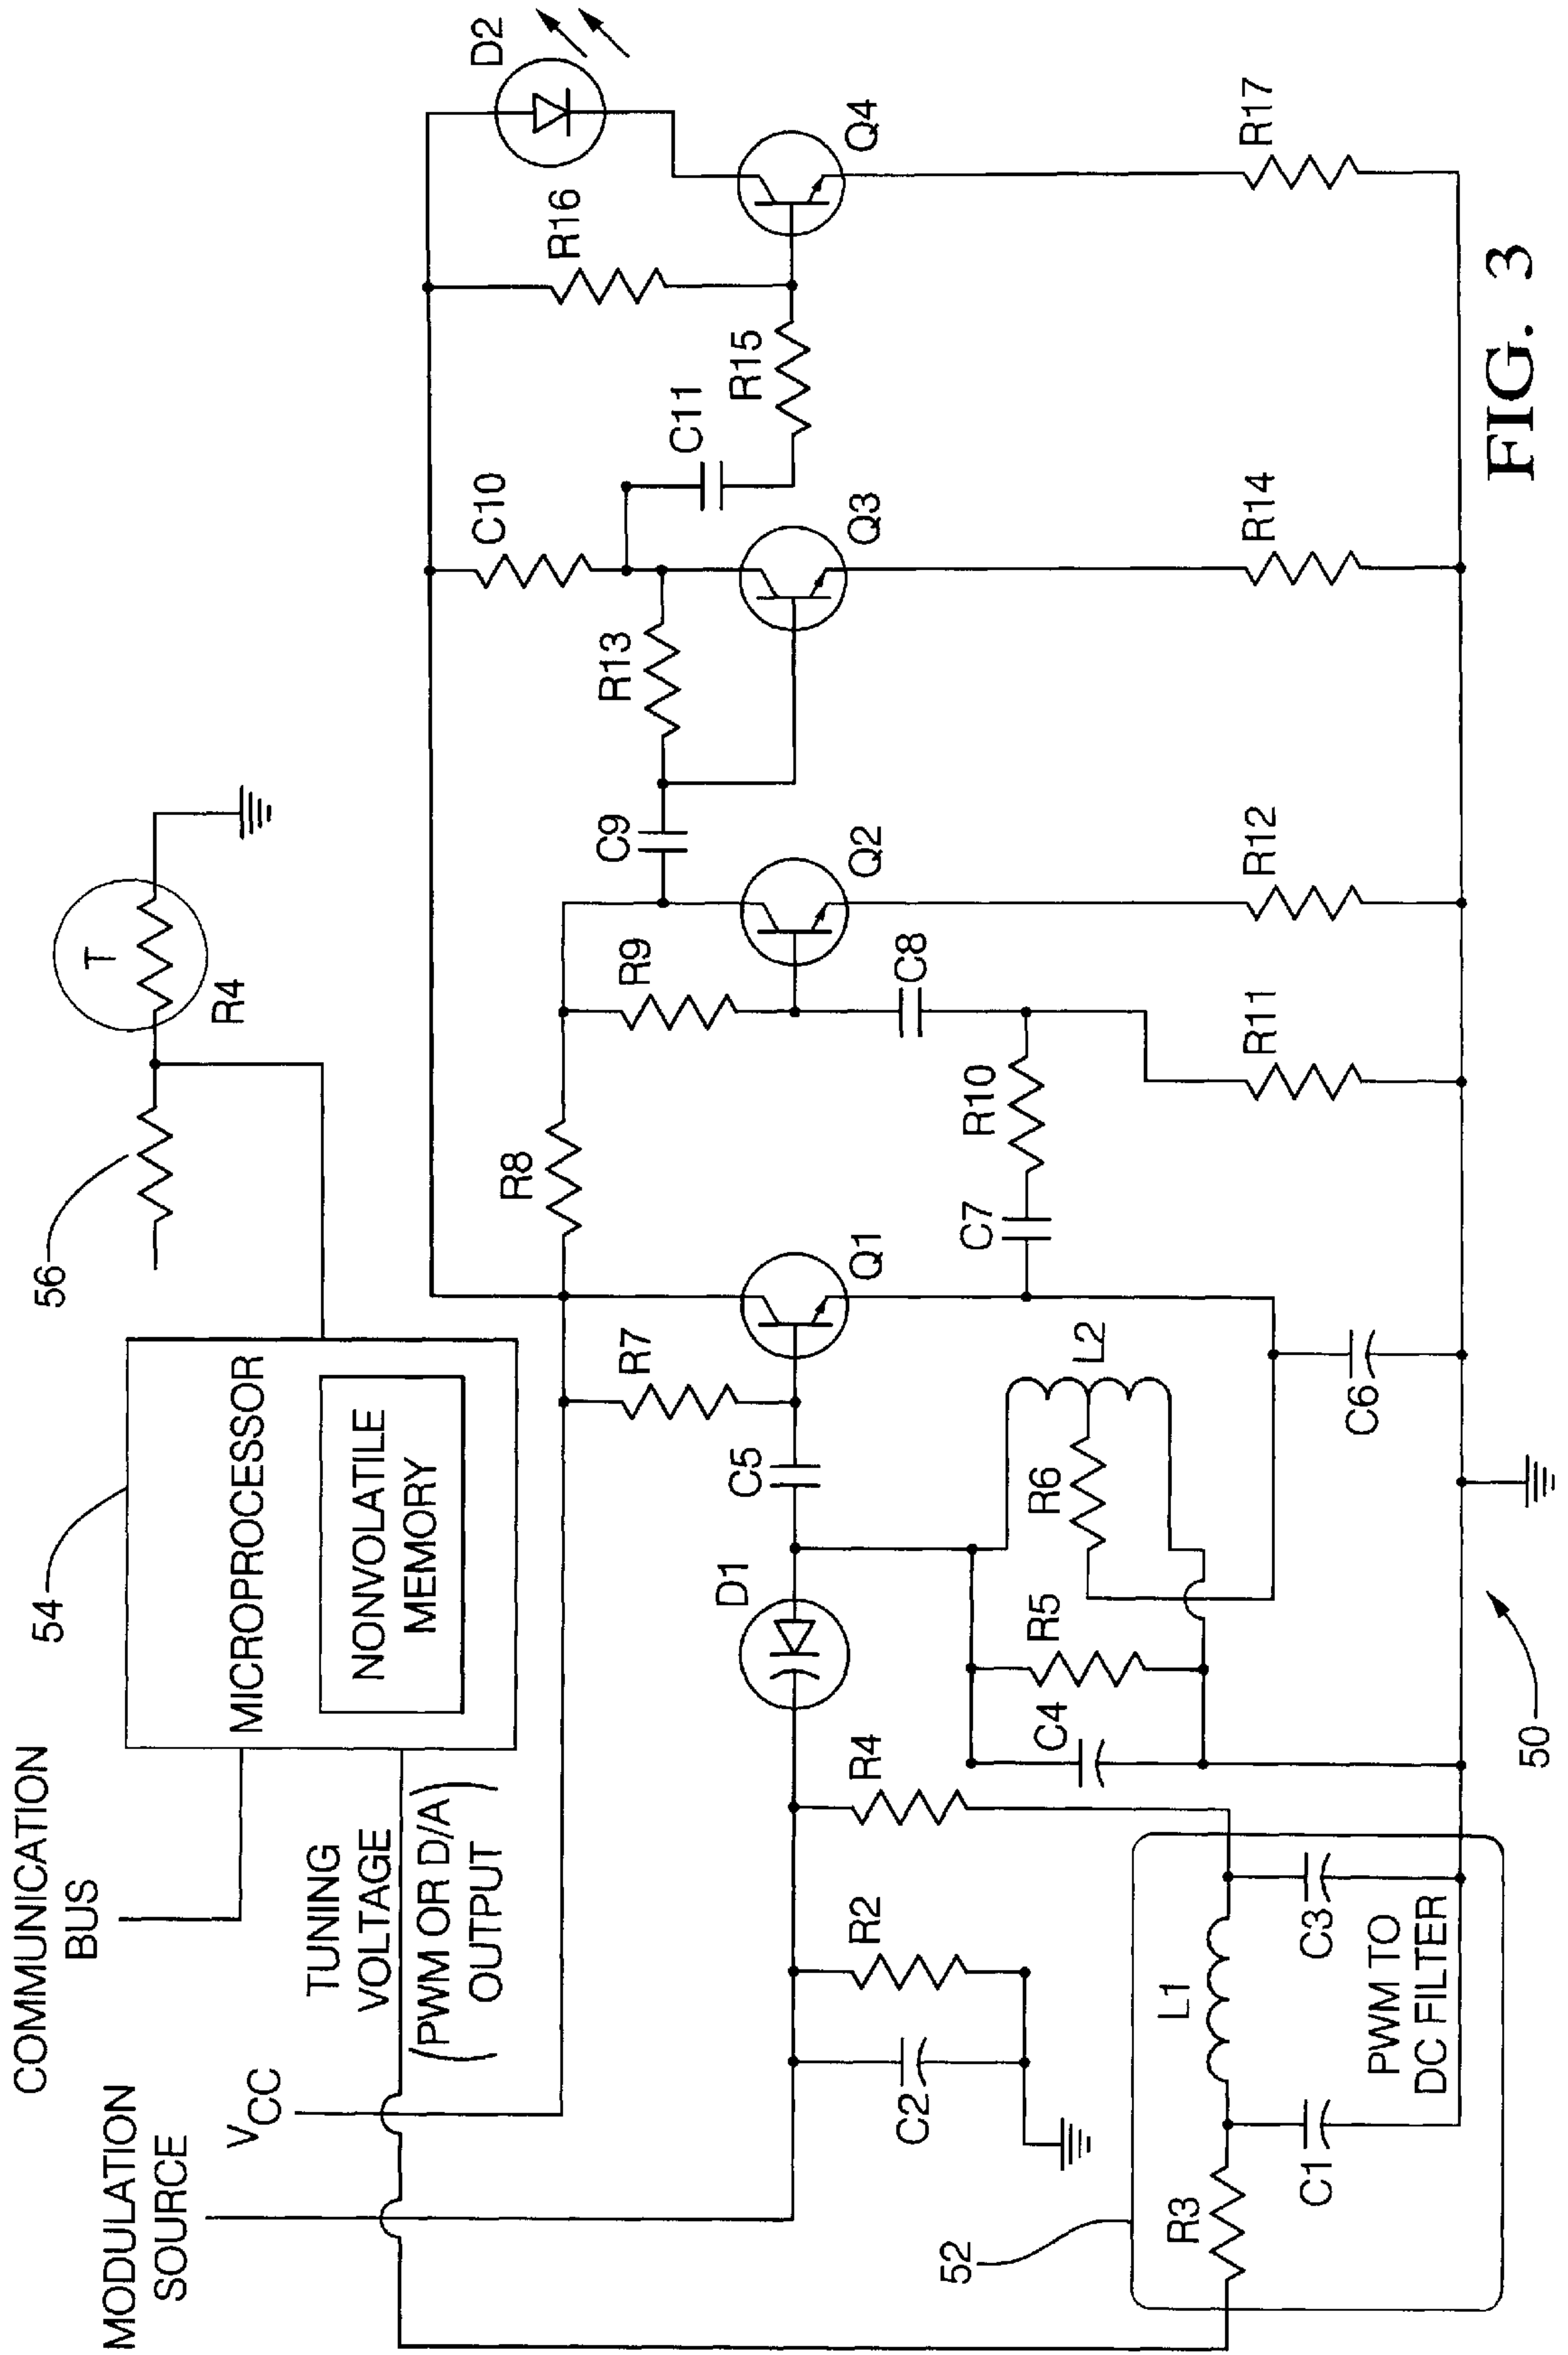 COMMUNICATION
BUS
MODULATION
SOURCE
VCC
TUNING
VOLTAGE
(PWM OR D/A)
OUTPUT
54
MICROPROCESSOR
NONVOLATILE
MEMORY
56
T
R4
D2
R16
Q4
R17
C10
C11
R15
Q3
R14
R13
C9
Q2
R12
R9
C8
R11
R8
R10
C7
Q1
R7
L2
C6
C5
R6
D1
R5
C4
R4
R2
C2
52
R3
L1
C1
C3
PWM TO
DC FILTER
50
FIG. 3